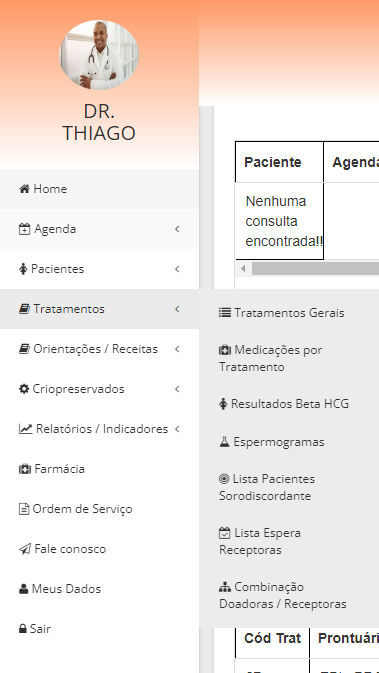 DR.
THIAGO
Home
Agenda
Pacientes
Tratamentos
Orientações / Receitas
Criopreservados
Relatórios / Indicadores
Farmácia
Ordem de Serviço
Fale conosco
Meus Dados
Sair
Paciente Agenda
Nenhuma
consulta
encontrada!!
Tratamentos Gerais
Medicações por
Tratamento
Resultados Beta HCG
Espermogramas
Lista Pacientes
Sorodiscordante
Lista Espera
Receptoras
Combinação
Doadoras / Receptoras
Cód Trat Prontuári